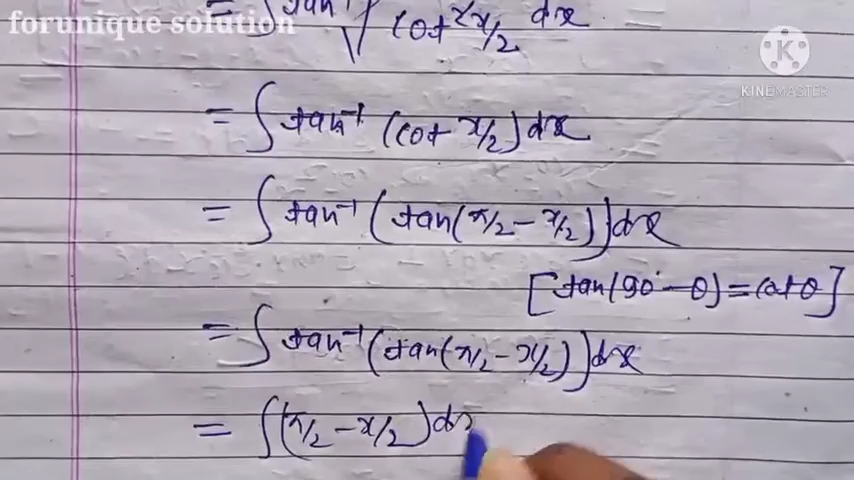 = ∫ tan⁻¹ √ cot² x/2 dx
forunique solution
KINEMASTER
= ∫ tan⁻¹ (cot x/2) dx
= ∫ tan⁻¹ (tan(π/2 − x/2)) dx
[tan(90° − θ) = cot θ]
= ∫ tan⁻¹ (tan(π/2 − x/2)) dx
= ∫ (π/2 − x/2) dx